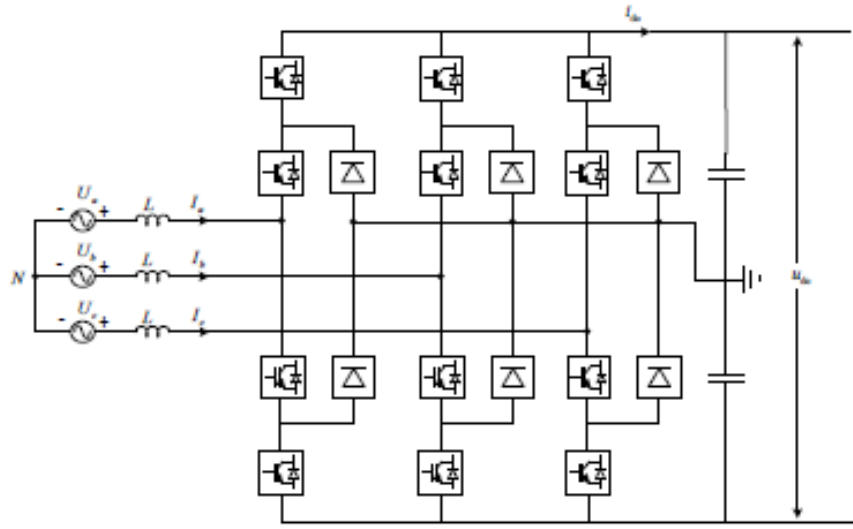 i_dc
U_a
- +
L
I_a
U_b
N
- +
L
I_b
u_dc
U_c
- +
L
I_c